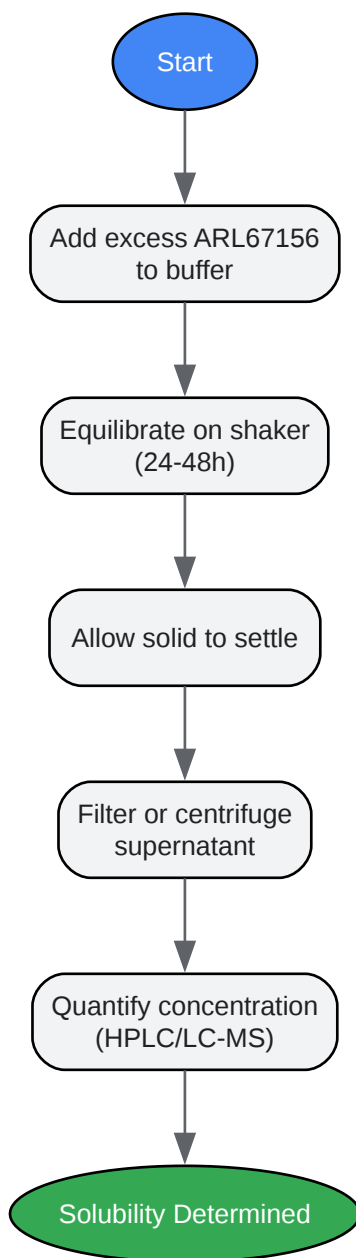 Start
Add excess ARL67156
to buffer
Equilibrate on shaker
(24-48h)
Allow solid to settle
Filter or centrifuge
supernatant
Quantify concentration
(HPLC/LC-MS)
Solubility Determined